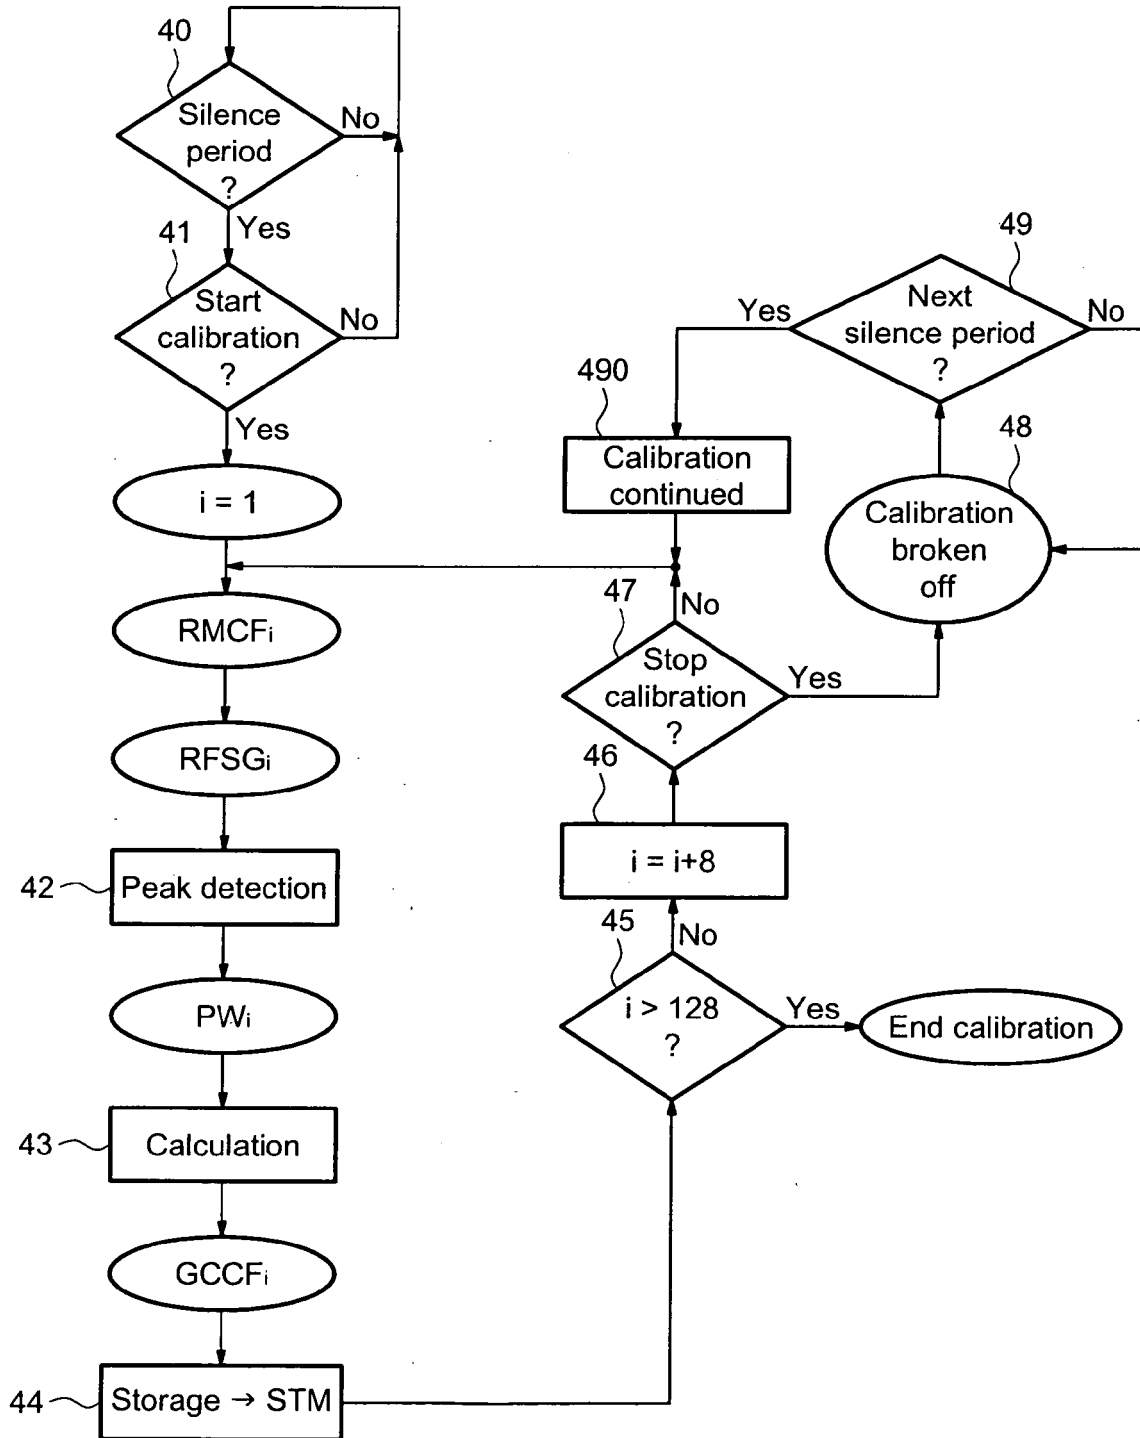 40
Silence
period
?
No
Yes
41
Start
calibration
?
No
Yes
i = 1
RMCFi
RFSGi
42
Peak detection
PWi
43
Calculation
GCCFi
44
Storage → STM
45
i > 128
?
Yes
End calibration
No
46
i = i+8
47
Stop
calibration
?
No
Yes
48
Calibration
broken
off
49
Next
silence period
?
No
Yes
490
Calibration
continued